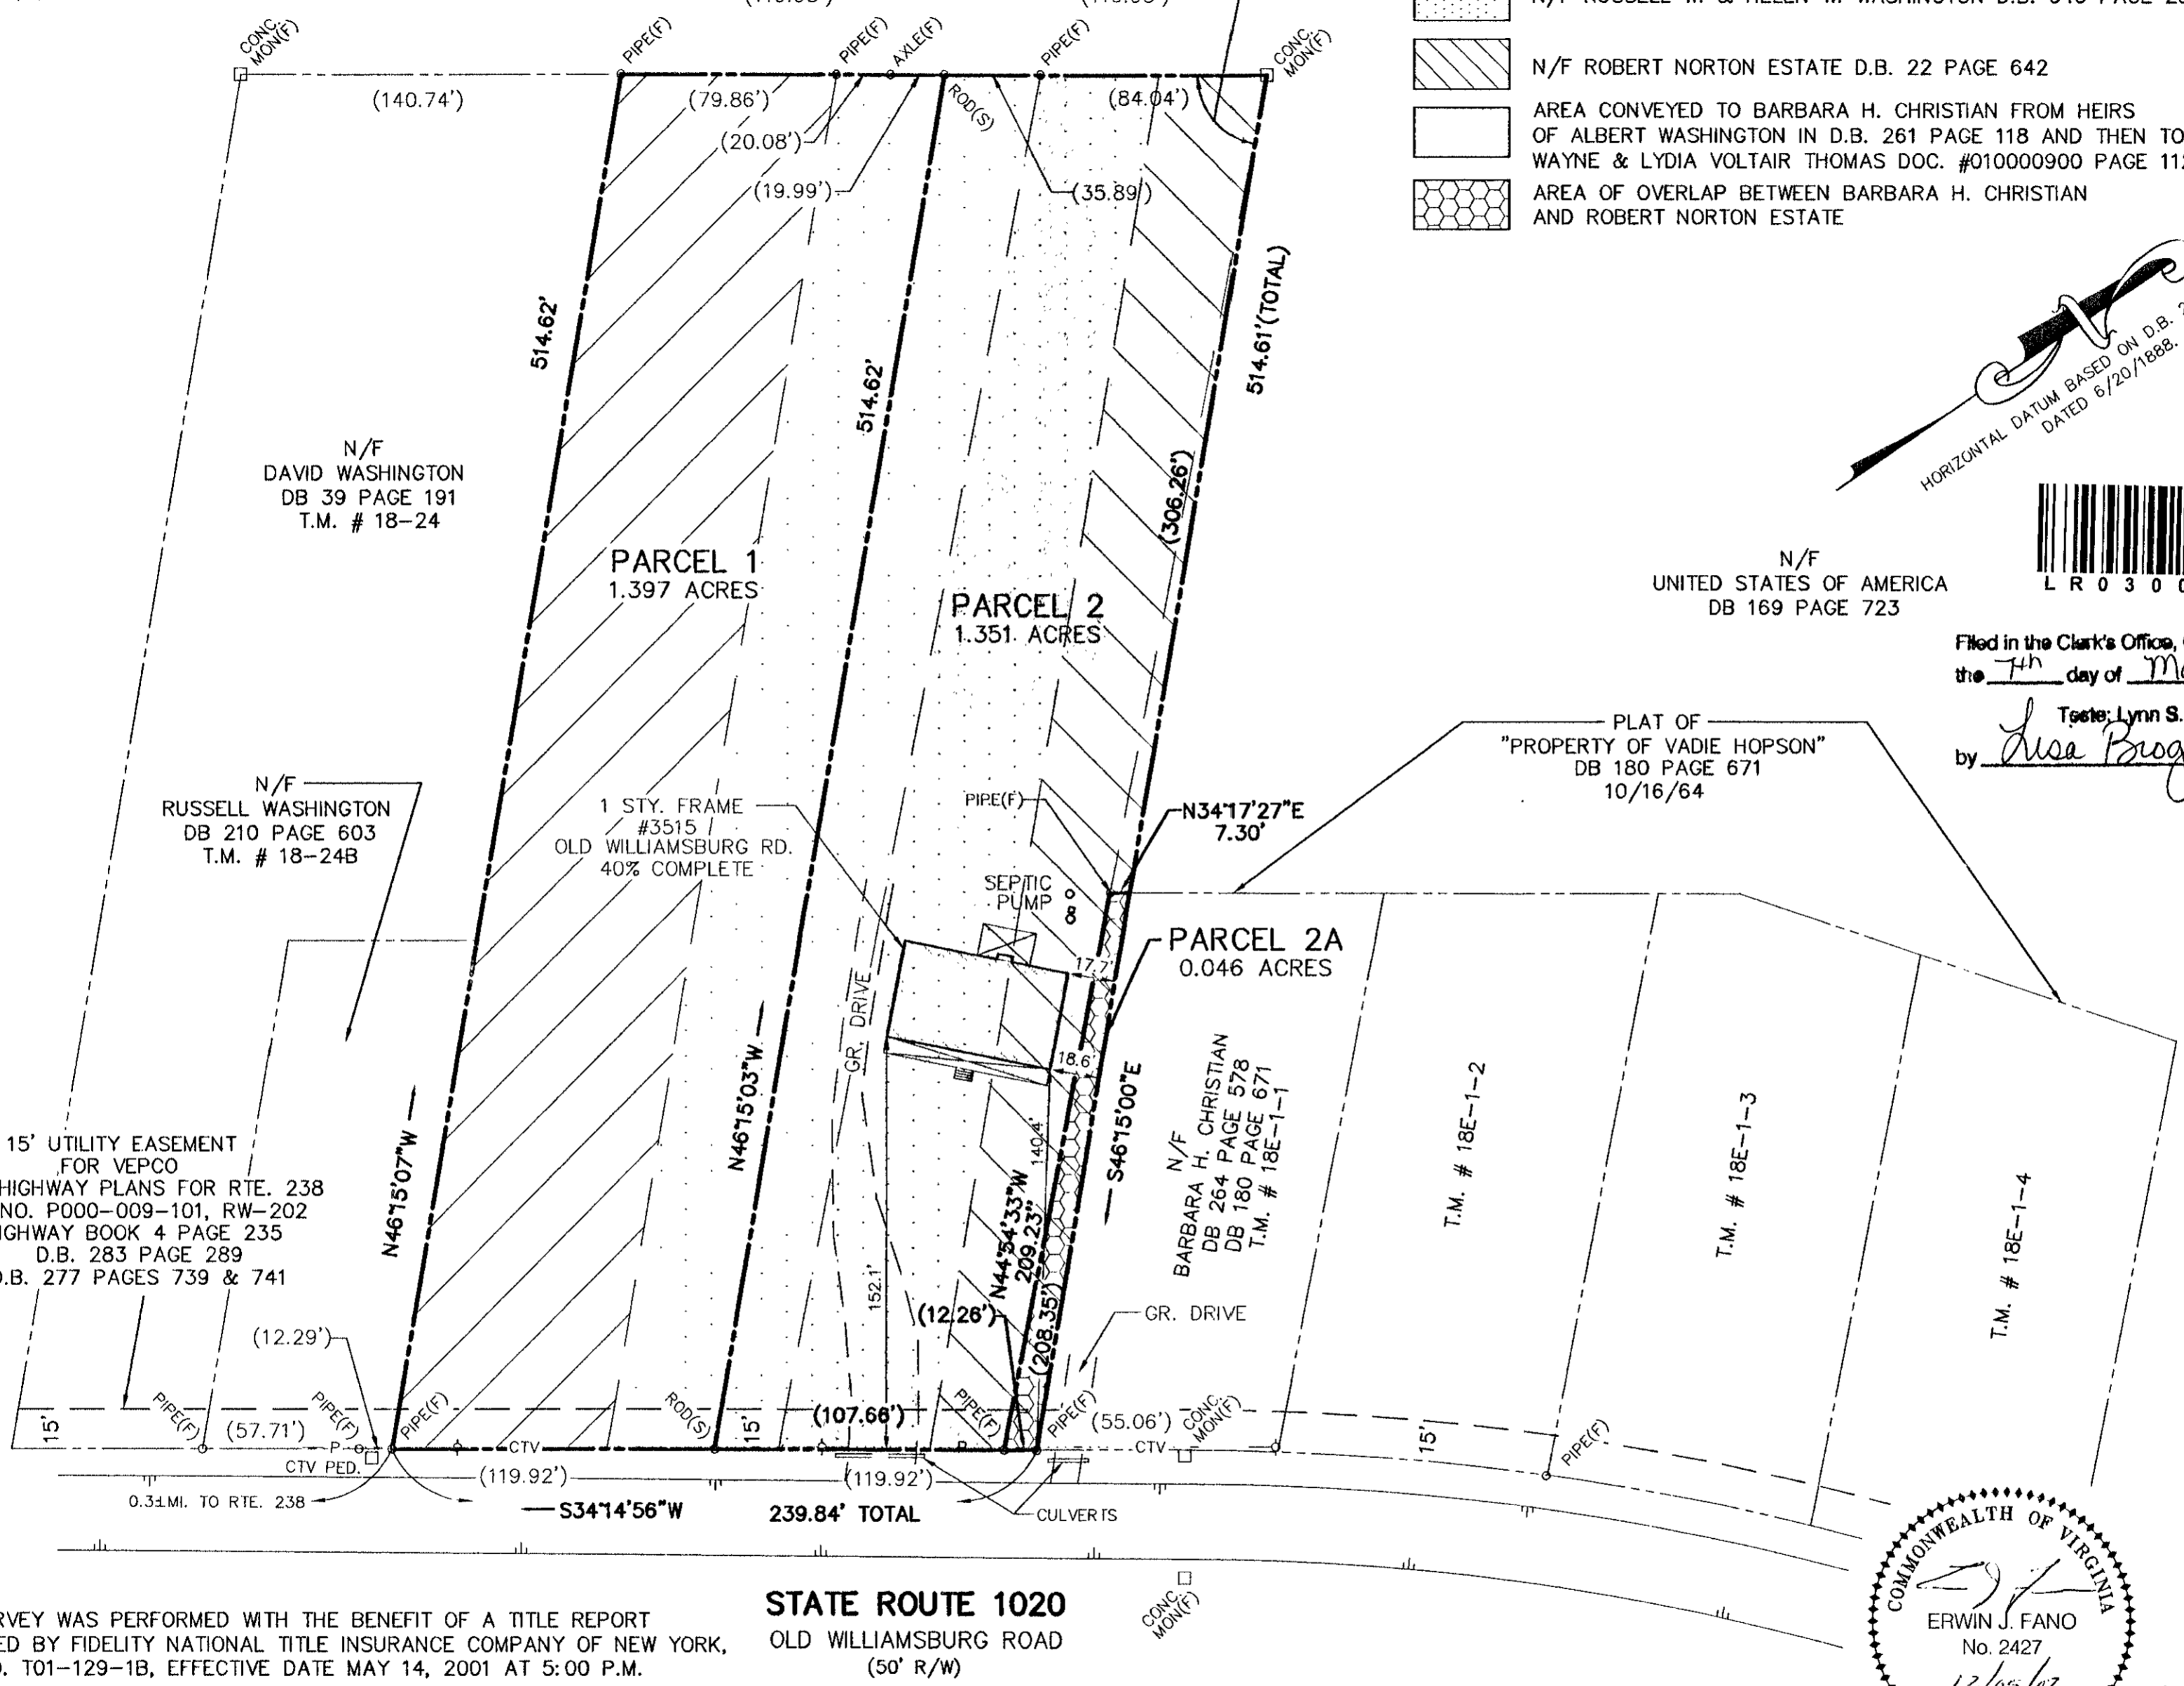 CONC.
MON(F)
PIPE(F)
PIPE(F)
AXLE(F)
PIPE(F)
CONC.
MON(F)
(140.74')
(79.86')
ROD(S)
(84.04')
(20.08')
(19.99')
(35.89')
N/F ROBERT NORTON ESTATE D.B. 22 PAGE 642
AREA CONVEYED TO BARBARA H. CHRISTIAN FROM HEIRS
OF ALBERT WASHINGTON IN D.B. 261 PAGE 118 AND THEN TO
WAYNE & LYDIA VOLTAIR THOMAS DOC. #010000900 PAGE 11
AREA OF OVERLAP BETWEEN BARBARA H. CHRISTIAN
AND ROBERT NORTON ESTATE
514.62'
514.62'
514.61'(TOTAL)
(306.26')
HORIZONTAL DATUM BASED ON D.B.
DATED 6/20/1888.
N/F
DAVID WASHINGTON
DB 39 PAGE 191
T.M. # 18-24
PARCEL 1
1.397 ACRES
PARCEL 2
1.351 ACRES
N/F
UNITED STATES OF AMERICA
DB 169 PAGE 723
L R 0 3 0 0
Filed in the Clerk's Office,
the 7th day of
Teste: Lynn S.
by Lisa
PLAT OF
"PROPERTY OF VADIE HOPSON"
DB 180 PAGE 671
10/16/64
N/F
RUSSELL WASHINGTON
DB 210 PAGE 603
T.M. # 18-24B
1 STY. FRAME
#3515
OLD WILLIAMSBURG RD.
40% COMPLETE
PIPE(F)
N34°17'27"E
7.30'
SEPTIC
PUMP
PARCEL 2A
0.046 ACRES
17.7'
18.6'
GR. DRIVE
152.1'
140.4'
N46°15'07"W
N46°15'03"W
N44°54'33"W
209.23"
(208.35')
S46°15'00"E
N/F
BARBARA H. CHRISTIAN
DB 264 PAGE 578
DB 180 PAGE 671
T.M. # 18E-1-1
T.M. # 18E-1-2
T.M. # 18E-1-3
T.M. # 18E-1-4
15' UTILITY EASEMENT
FOR VEPCO
HIGHWAY PLANS FOR RTE. 238
NO. P000-009-101, RW-202
GHWAY BOOK 4 PAGE 235
D.B. 283 PAGE 289
.B. 277 PAGES 739 & 741
(12.29')
(12.26')
GR. DRIVE
15'
PIPE(F)
(57.71')
PIPE(F)
P
PIPE(F)
CTV PED.
CTV
ROD(S)
15'
(107.66')
PIPE(F)
P
PIPE(F)
(55.06')
CTV
CONC.
MON(F)
15'
PIPE(F)
0.3±MI. TO RTE. 238
(119.92')
(119.92')
S34°14'56"W
239.84' TOTAL
CULVERTS
STATE ROUTE 1020
OLD WILLIAMSBURG ROAD
(50' R/W)
CONC.
MON(F)
RVEY WAS PERFORMED WITH THE BENEFIT OF A TITLE REPORT
ED BY FIDELITY NATIONAL TITLE INSURANCE COMPANY OF NEW YORK,
. T01-129-1B, EFFECTIVE DATE MAY 14, 2001 AT 5:00 P.M.
COMMONWEALTH OF VIRGINIA
ERWIN J. FANO
No. 2427